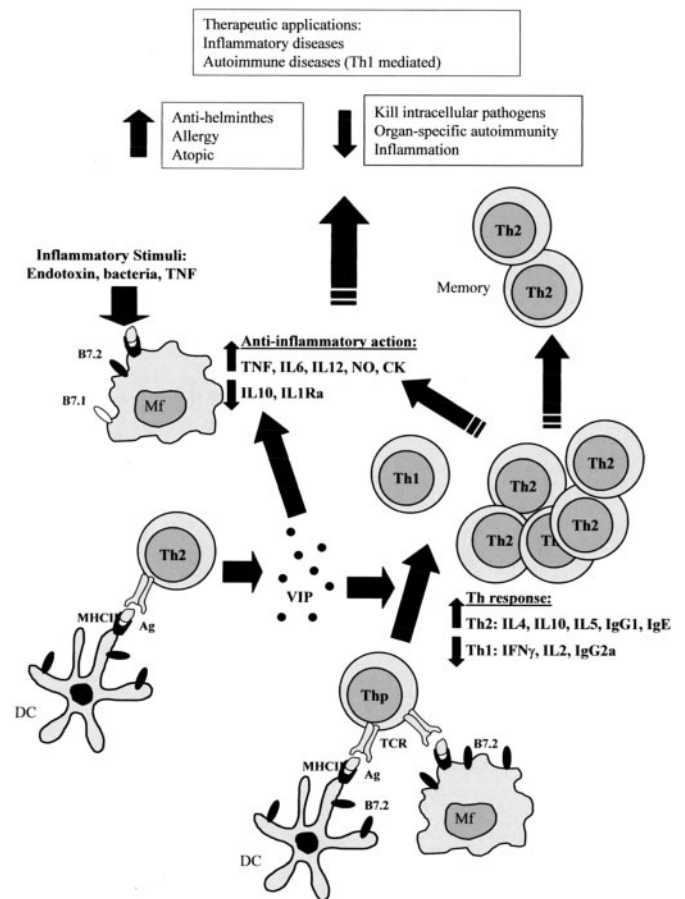 Therapeutic applications:
Inflammatory diseases
Autoimmune diseases (Th1 mediated)
Anti-helminthes
Allergy
Atopic
Kill intracellular pathogens
Organ-specific autoimmunity
Inflammation
Th2
Th2
Memory
Inflammatory Stimuli:
Endotoxin, bacteria, TNF
B7.2
B7.1
Mf
Anti-inflammatory action:
TNF, IL6, IL12, NO, CK
IL10, IL1Ra
Th1
Th2
Th2
Th2
Th2
Th2
MHCII
Ag
DC
VIP
Th response:
Th2: IL4, IL10, IL5, IgG1, IgE
Th1: IFNγ, IL2, IgG2a
Thp
TCR
MHCII
Ag
B7.2
DC
B7.2
Mf